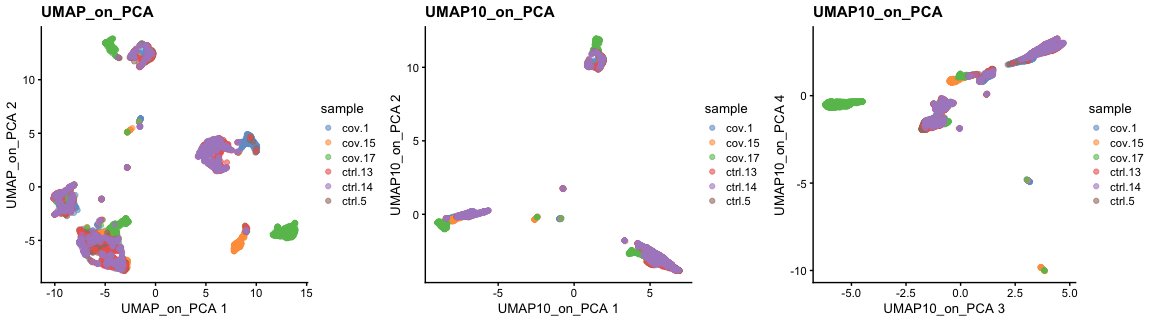 UMAP_on_PCA
UMAP_on_PCA 2
10
5
0
-5
-10
-5
0
5
10
15
UMAP_on_PCA 1
sample
cov.1
cov.15
cov.17
ctrl.13
ctrl.14
ctrl.5
UMAP10_on_PCA
UMAP10_on_PCA 2
10
5
0
-5
0
5
UMAP10_on_PCA 1
sample
cov.1
cov.15
cov.17
ctrl.13
ctrl.14
ctrl.5
UMAP10_on_PCA
UMAP10_on_PCA 4
0
-5
-10
-5.0
-2.5
0.0
2.5
5.0
UMAP10_on_PCA 3
sample
cov.1
cov.15
cov.17
ctrl.13
ctrl.14
ctrl.5